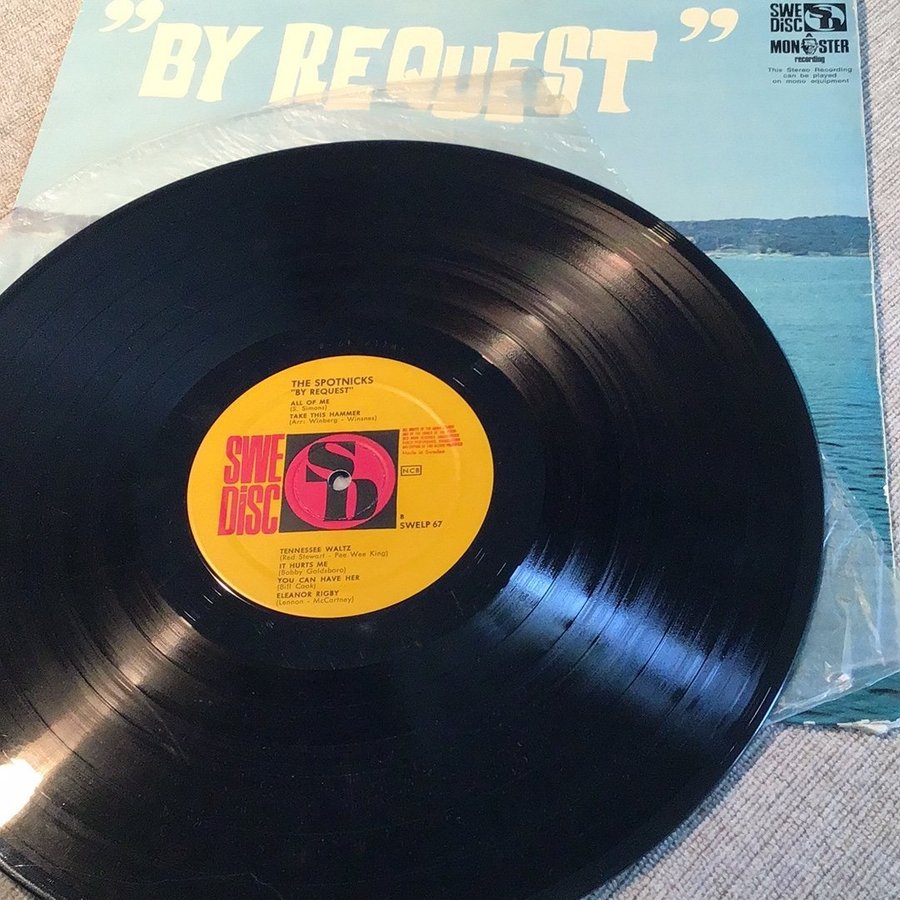 "BY REQUEST"
SWE
DISC
SD
A
MONSTER
recording
This Stereo Recording
can be played
on mono equipment
THE SPOTNICKS
"BY REQUEST"
ALL OF ME
(S. Simons)
TAKE THIS HAMMER
(Arr: Winberg - Winsnes)
SWE
DISC
SD
Made in Sweden
NCB
B
SWELP 67
TENNESSEE WALTZ
(Red Stewart - Pee Wee King)
IT HURTS ME
(Bobby Goldsboro)
YOU CAN HAVE HER
(Bill Cook)
ELEANOR RIGBY
(Lennon - McCartney)